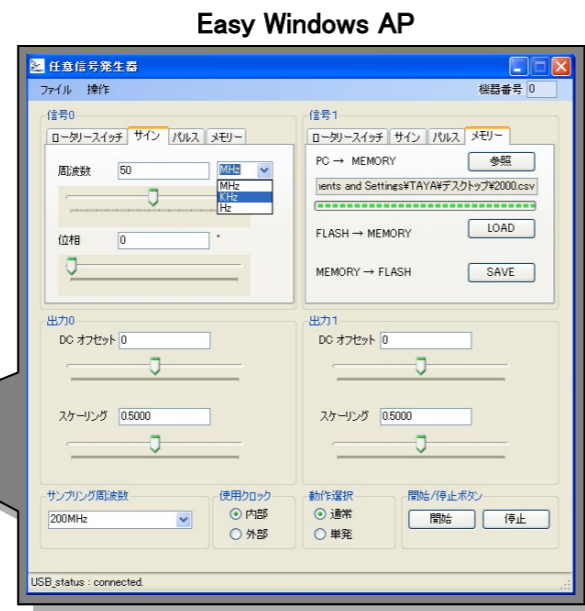 Easy Windows AP
任意信号発生器
ファイル 操作 機器番号 0
信号0
ロータリースイッチ サイン パルス メモリー
周波数 50 MHz
MHz
KHz
Hz
位相 0 °
信号1
ロータリースイッチ サイン パルス メモリー
PC → MEMORY 参照
ients and Settings¥TAYA¥デスクトップ¥2000.csv
FLASH → MEMORY LOAD
MEMORY → FLASH SAVE
出力0
DC オフセット 0
スケーリング 0.5000
出力1
DC オフセット 0
スケーリング 0.5000
サンプリング周波数
200MHz
使用クロック
内部
外部
動作選択
通常
単発
開始/停止ボタン
開始 停止
USB_status : connected.